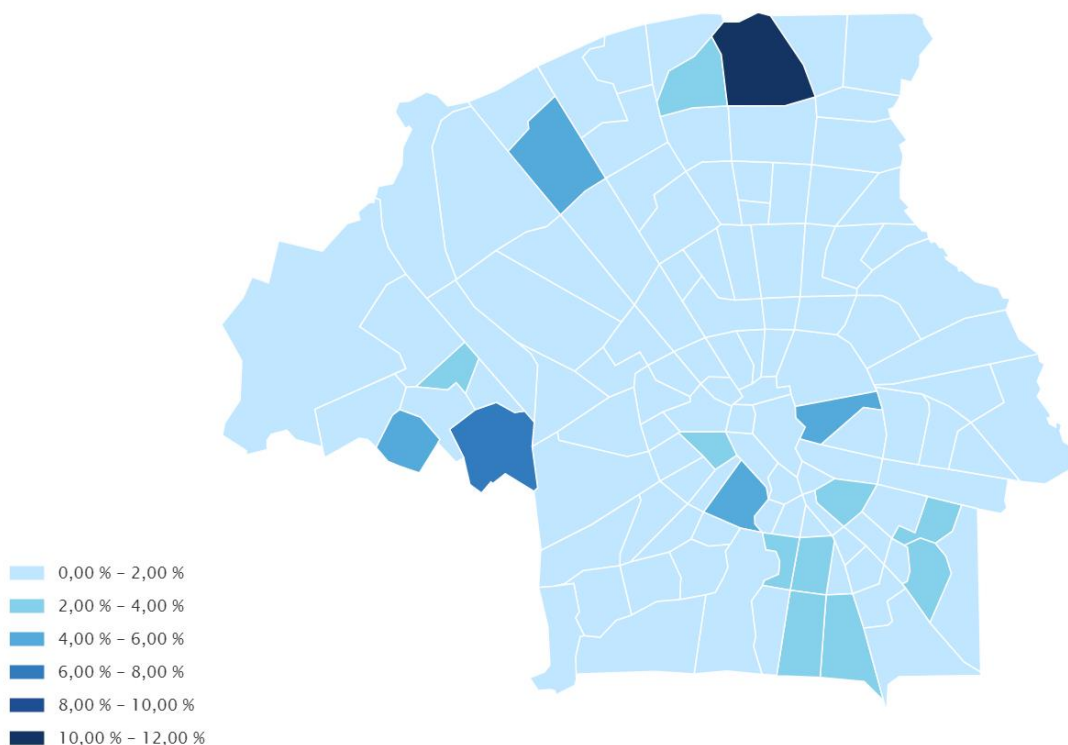 0,00 % – 2,00 %
2,00 % – 4,00 %
4,00 % – 6,00 %
6,00 % – 8,00 %
8,00 % – 10,00 %
10,00 % – 12,00 %